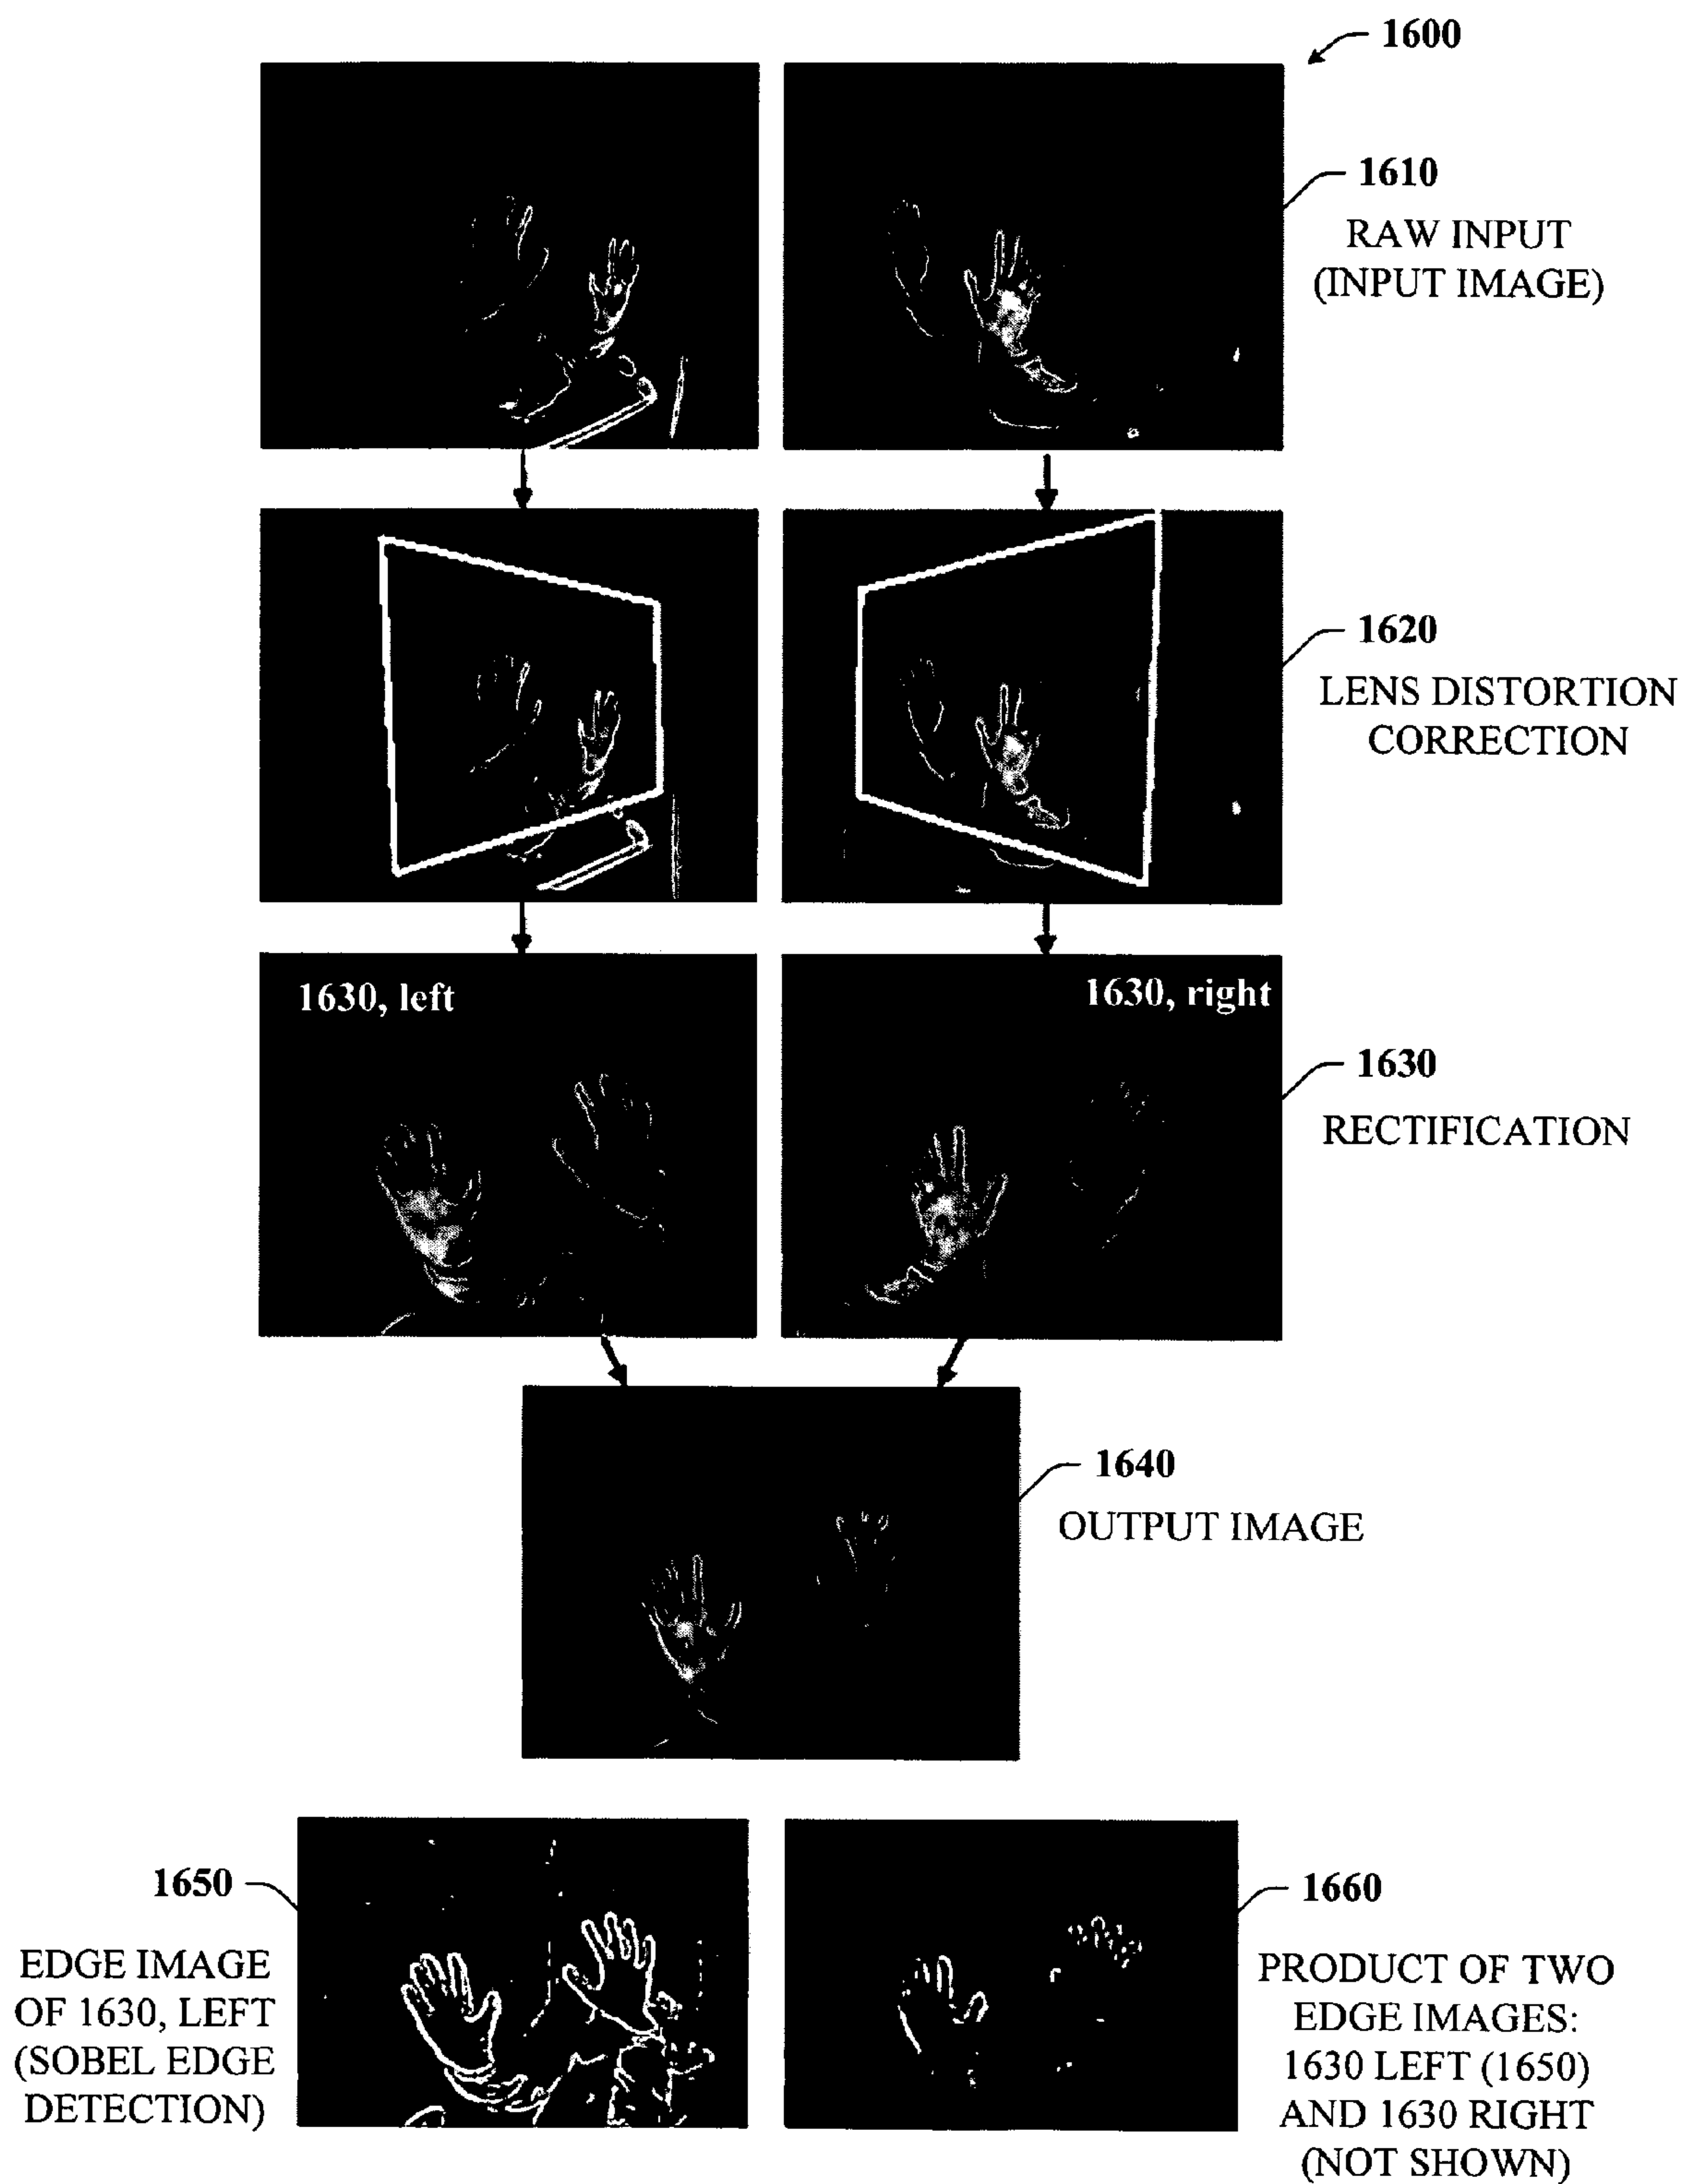 1600
1610
RAW INPUT
(INPUT IMAGE)
1620
LENS DISTORTION
CORRECTION
1630, left
1630, right
1630
RECTIFICATION
1640
OUTPUT IMAGE
1650
EDGE IMAGE
OF 1630, LEFT
(SOBEL EDGE
DETECTION)
1660
PRODUCT OF TWO
EDGE IMAGES:
1630 LEFT (1650)
AND 1630 RIGHT
(NOT SHOWN)